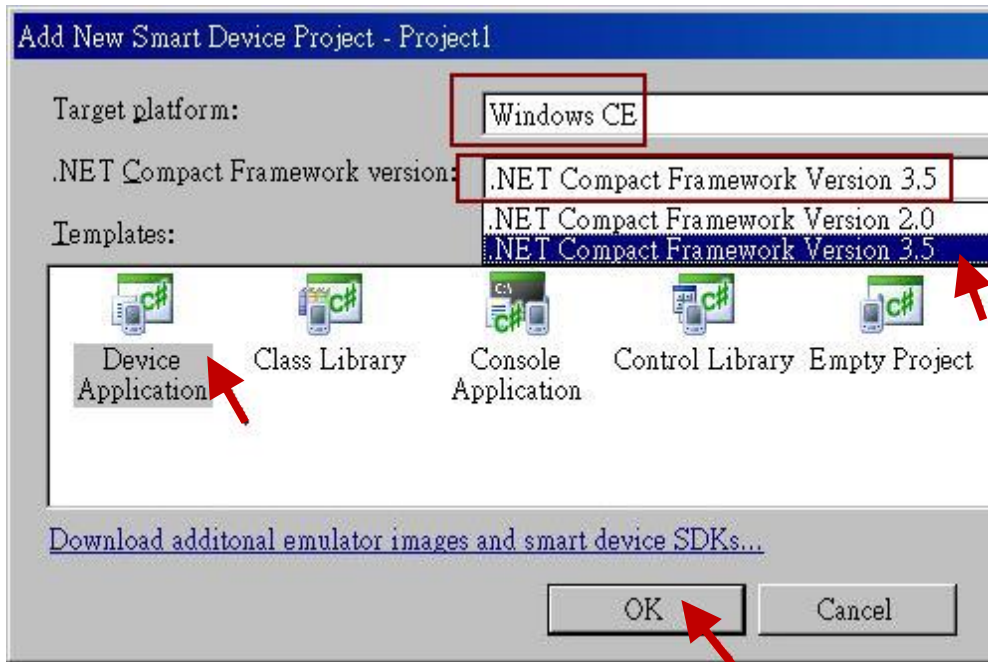 Add New Smart Device Project - Project1
Target platform:
Windows CE
.NET Compact Framework version:
.NET Compact Framework Version 3.5
.NET Compact Framework Version 2.0
.NET Compact Framework Version 3.5
Templates:
C#
C#
C:\
C#
C#
C#
Device
Application
Class Library
Console
Application
Control Library
Empty Project
Download additonal emulator images and smart device SDKs...
OK
Cancel